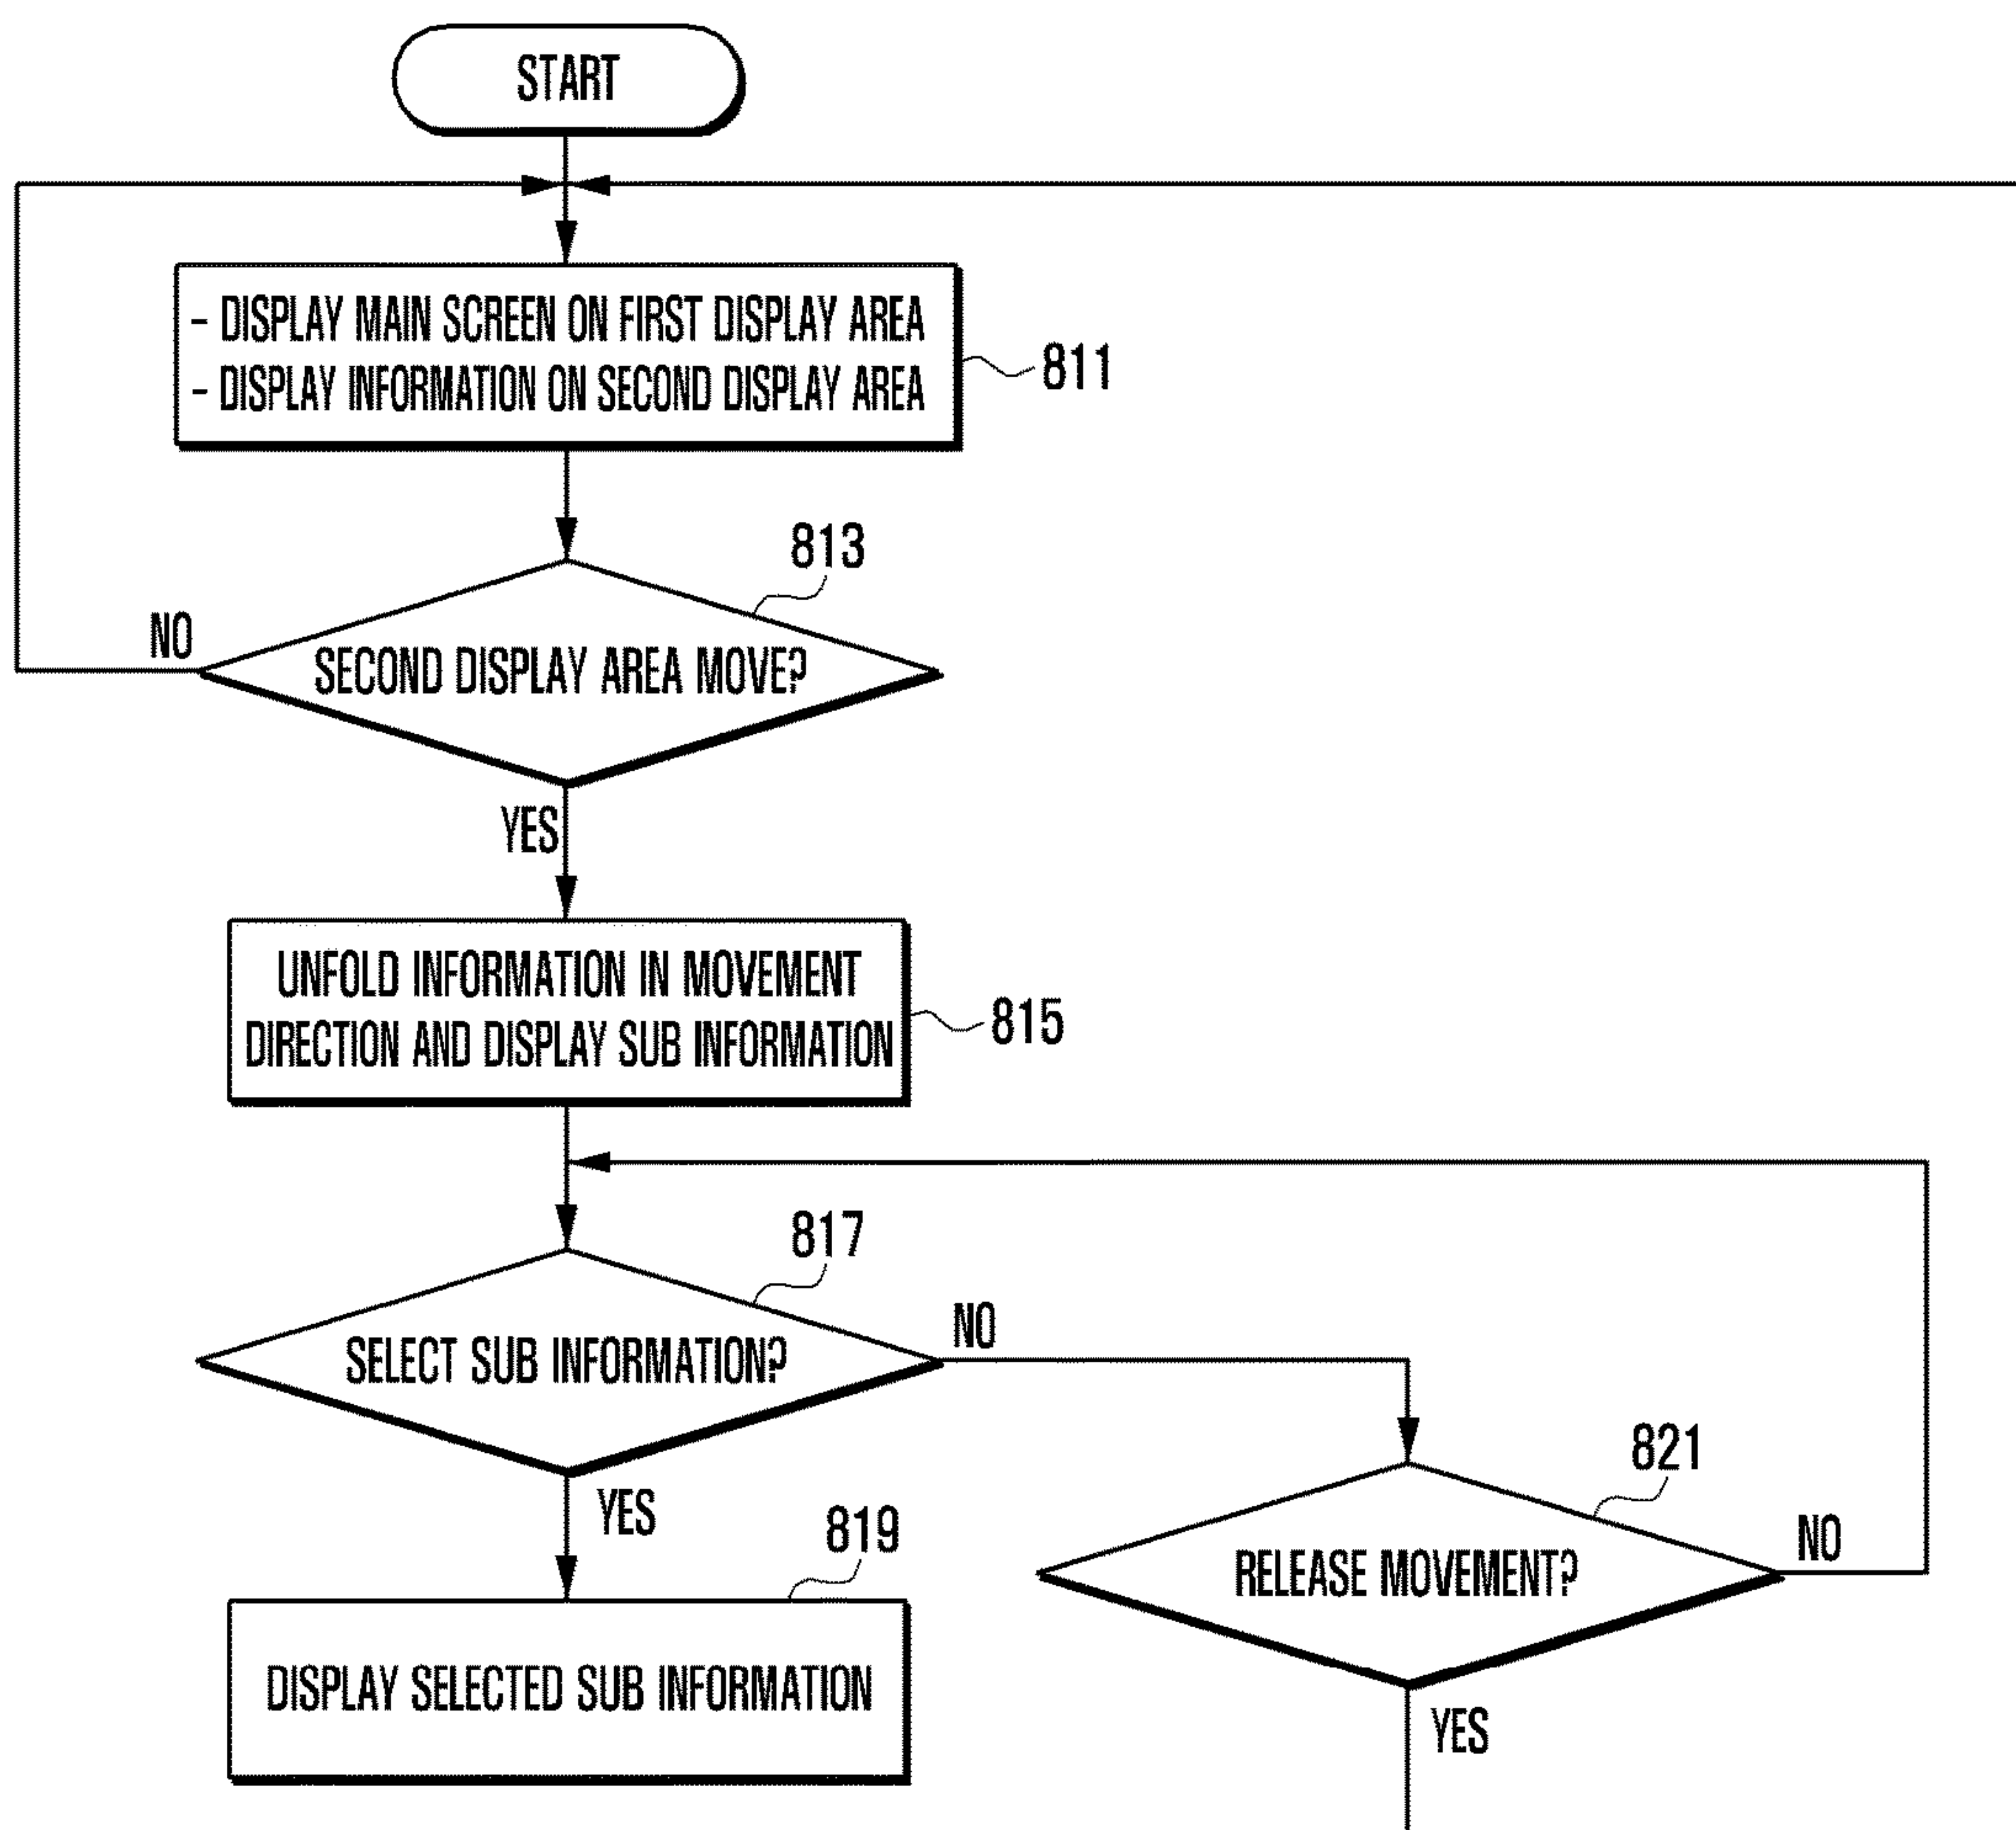 START
- DISPLAY MAIN SCREEN ON FIRST DISPLAY AREA
- DISPLAY INFORMATION ON SECOND DISPLAY AREA
811
813
NO
SECOND DISPLAY AREA MOVE?
YES
UNFOLD INFORMATION IN MOVEMENT
DIRECTION AND DISPLAY SUB INFORMATION
815
817
NO
SELECT SUB INFORMATION?
821
YES
819
NO
RELEASE MOVEMENT?
DISPLAY SELECTED SUB INFORMATION
YES